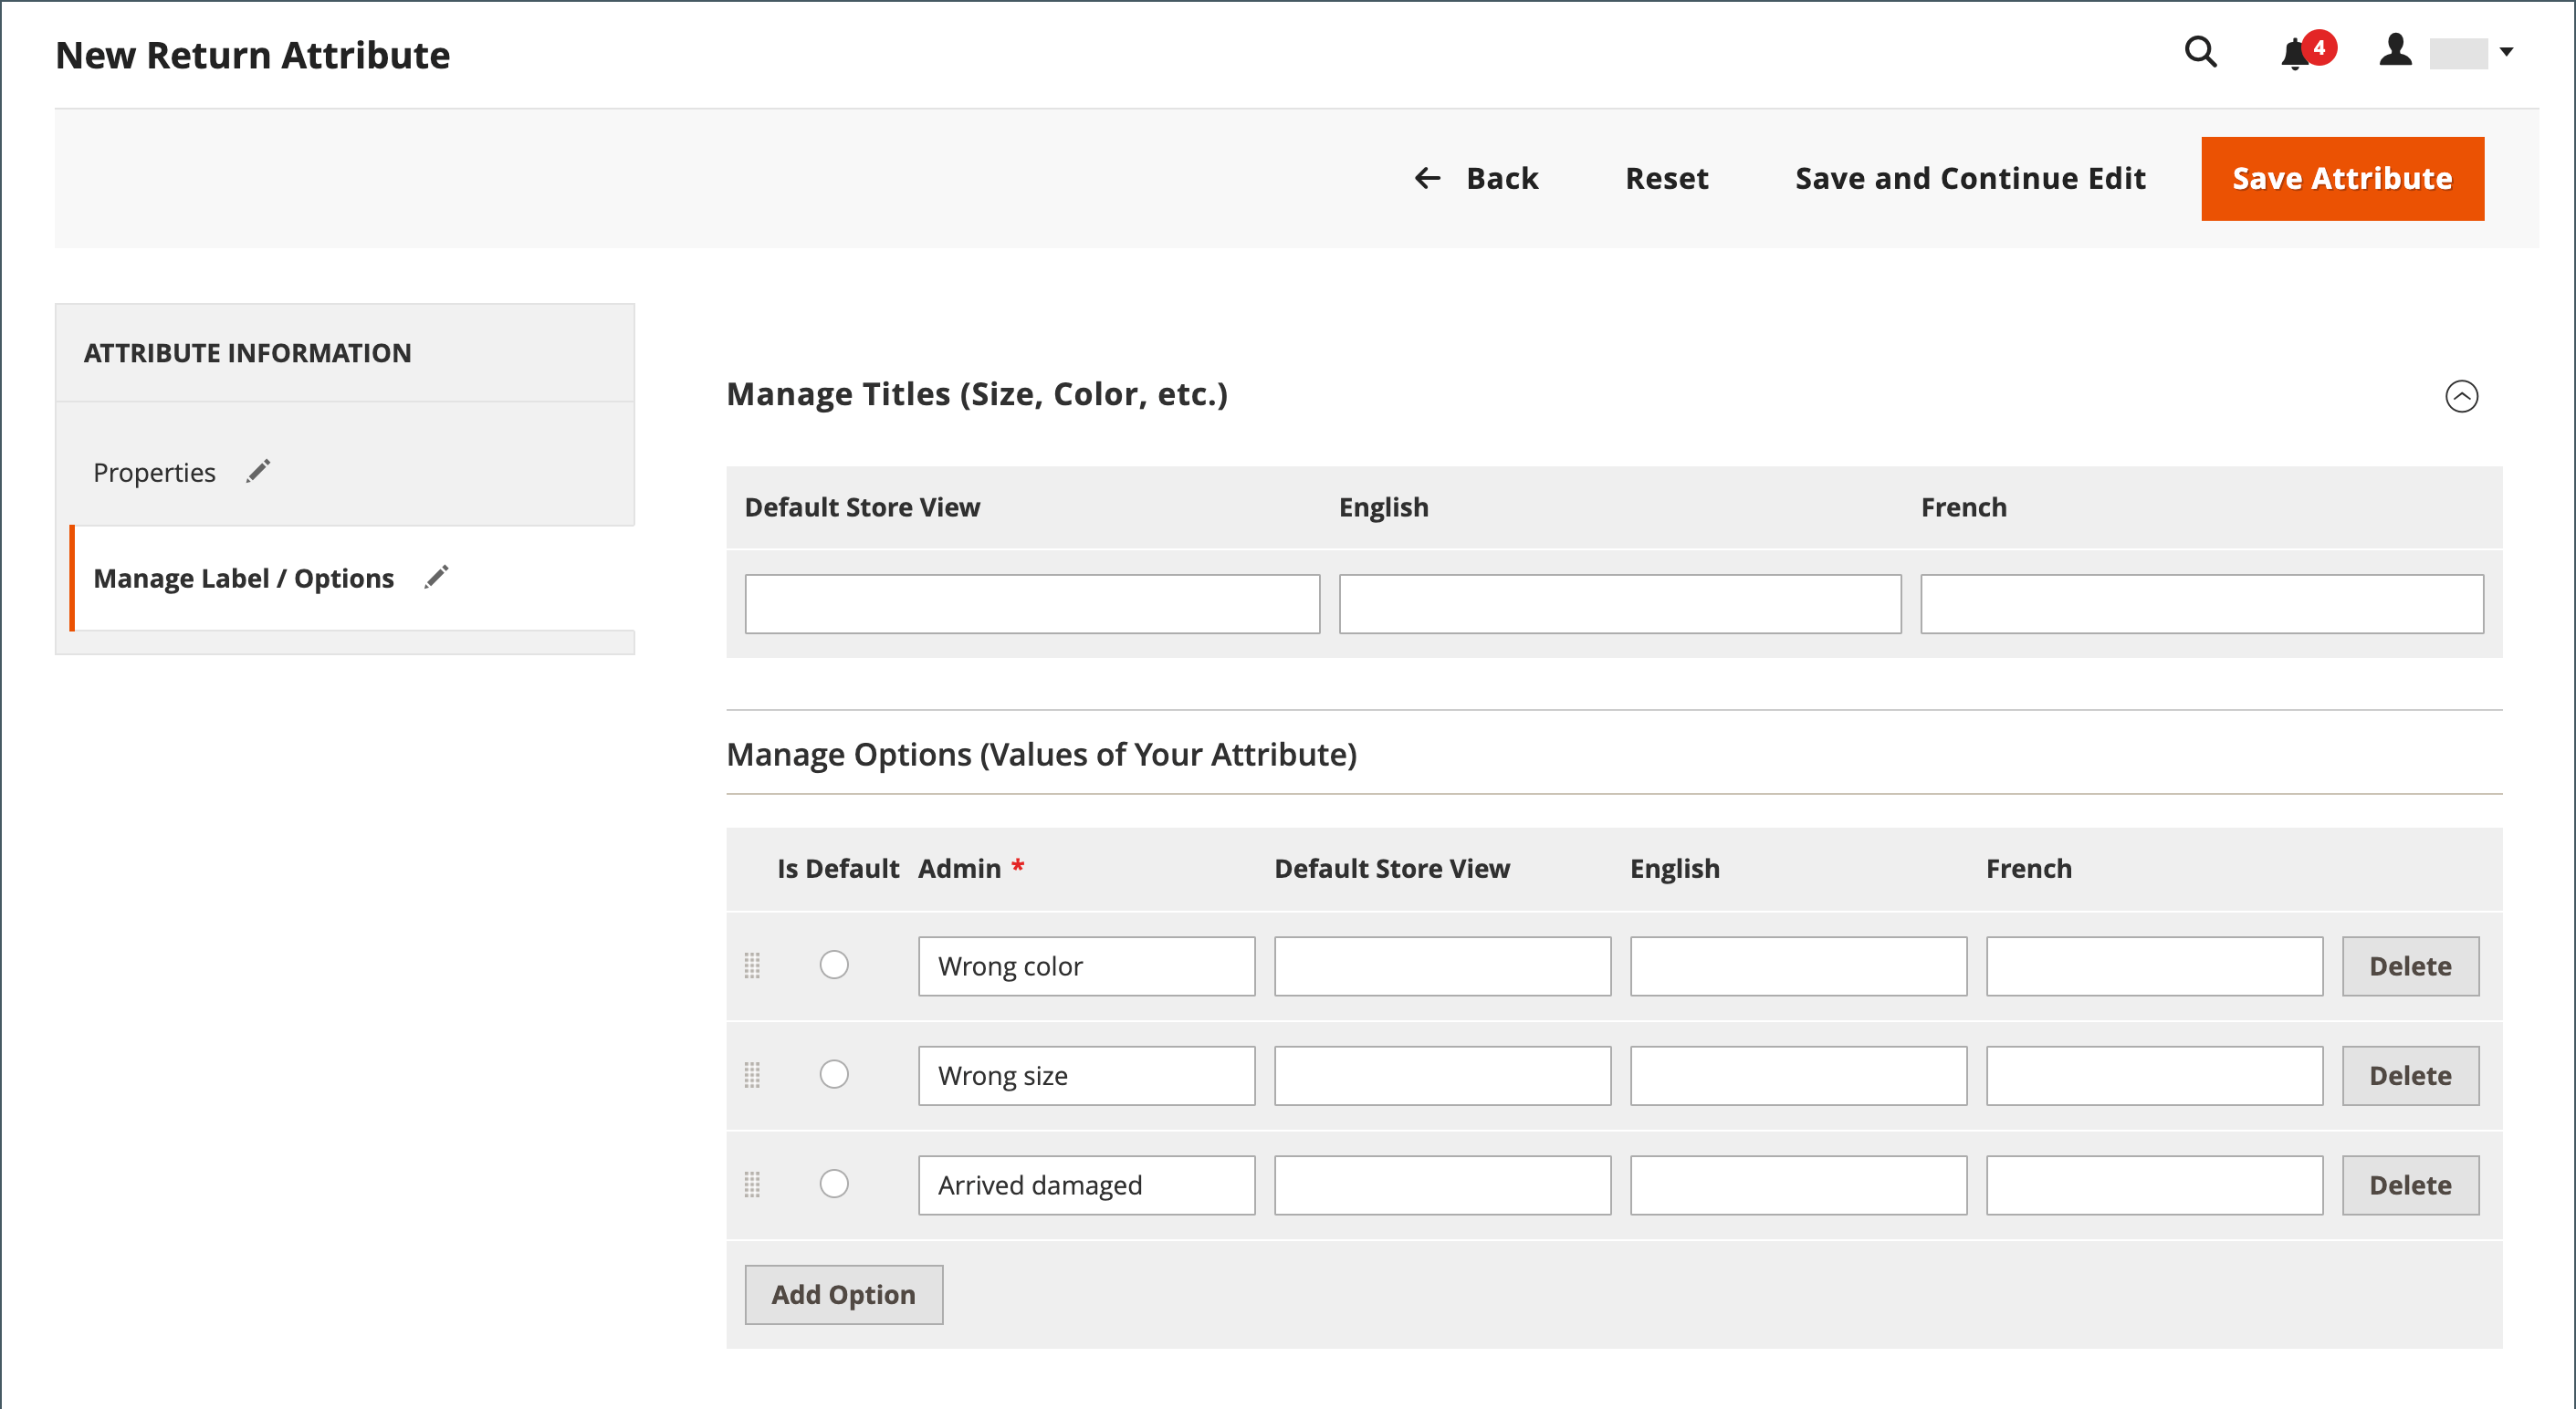 New Return Attribute
4
Back Reset Save and Continue Edit Save Attribute
ATTRIBUTE INFORMATION
Properties
Manage Label / Options
Manage Titles (Size, Color, etc.)
Default Store View English French
Manage Options (Values of Your Attribute)
Is Default Admin * Default Store View English French
Wrong color Delete
Wrong size Delete
Arrived damaged Delete
Add Option